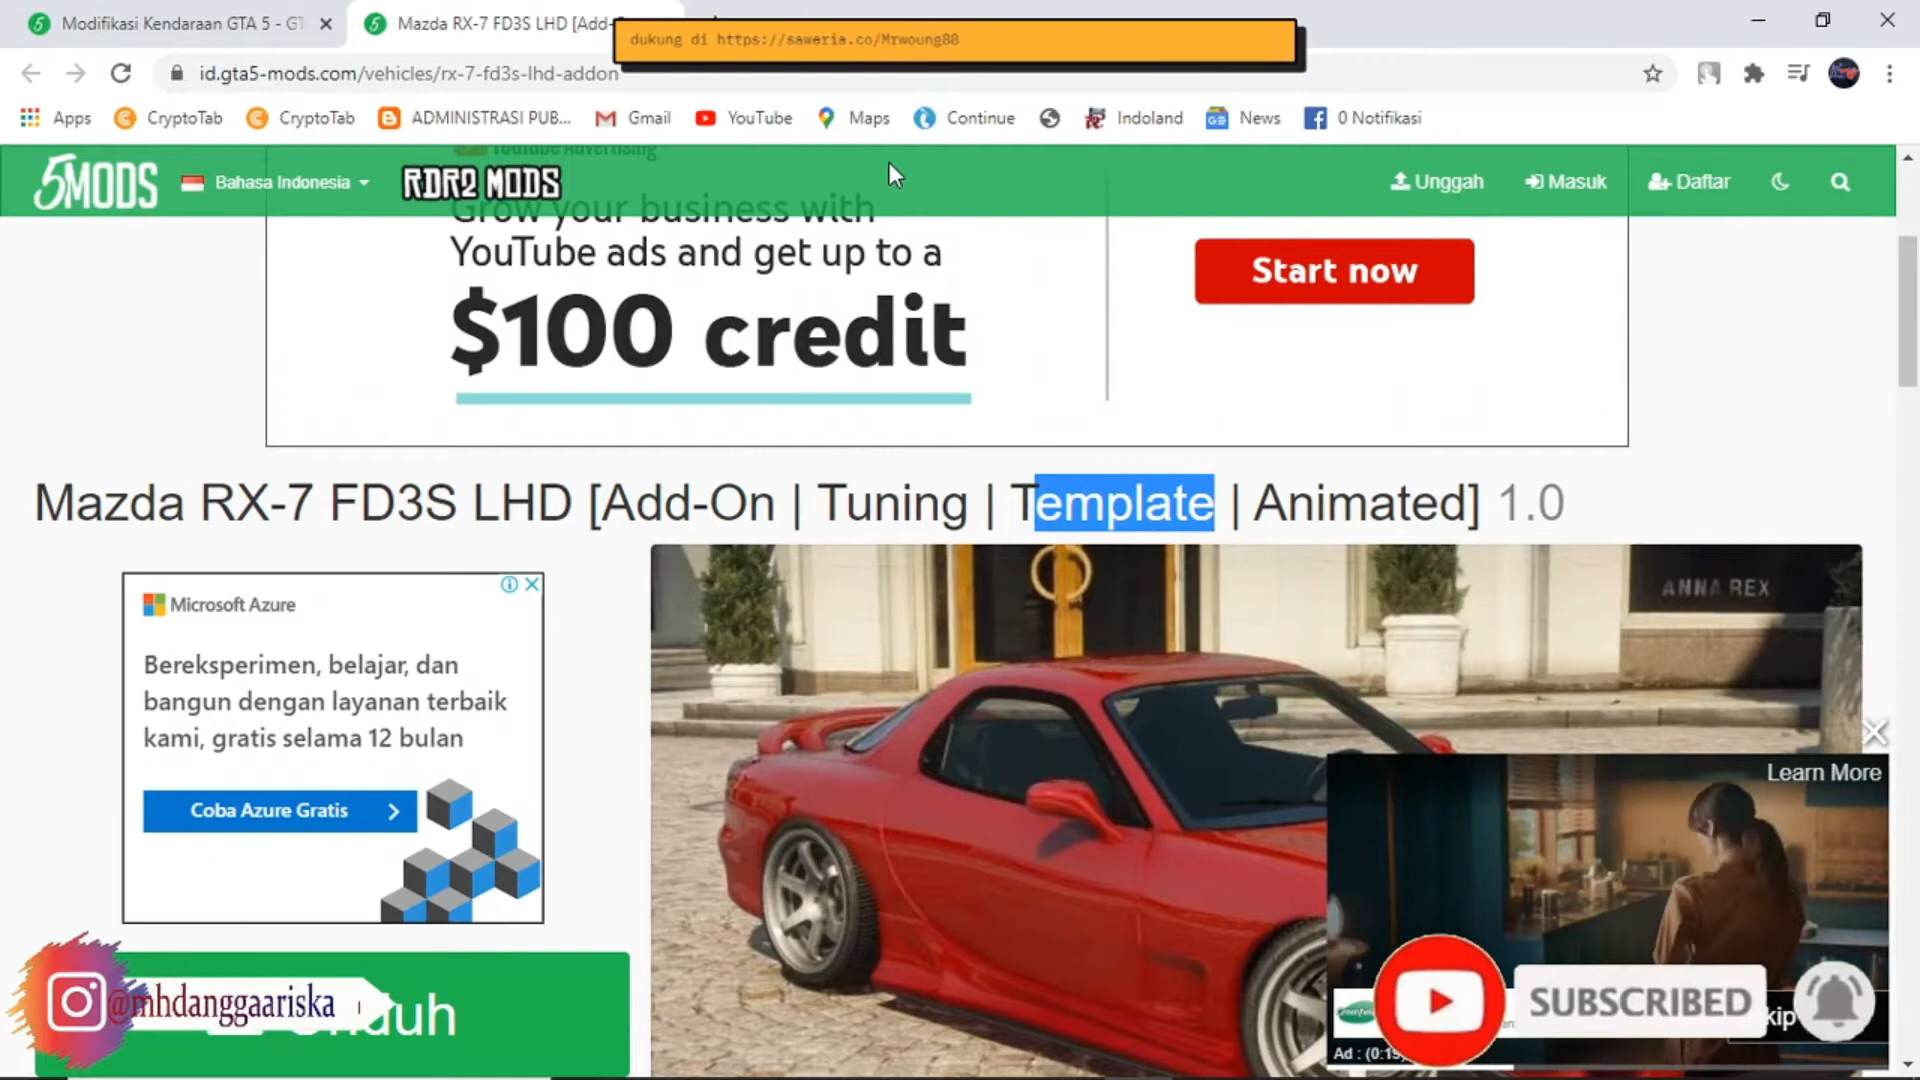 Modifikasi Kendaraan GTA 5 - GT
Mazda RX-7 FD3S LHD [Add-O
dukung di https://saweria.co/Mrwoung88
id.gta5-mods.com/vehicles/rx-7-fd3s-lhd-addon
Apps
CryptoTab
CryptoTab
ADMINISTRASI PUB...
Gmail
YouTube
Maps
Continue
Indoland
News
0 Notifikasi
YouTube Advertising
5MODS
Bahasa Indonesia
RDR2 MODS
Unggah
Masuk
Daftar
Grow your business with
YouTube ads and get up to a
$100 credit
Start now
Mazda RX-7 FD3S LHD [Add-On | Tuning | Template | Animated] 1.0
Microsoft Azure
Bereksperimen, belajar, dan
bangun dengan layanan terbaik
kami, gratis selama 12 bulan
Coba Azure Gratis
ANNA REX
Learn More
@mhdanggaariska
SUBSCRIBED
Ad : (0:15